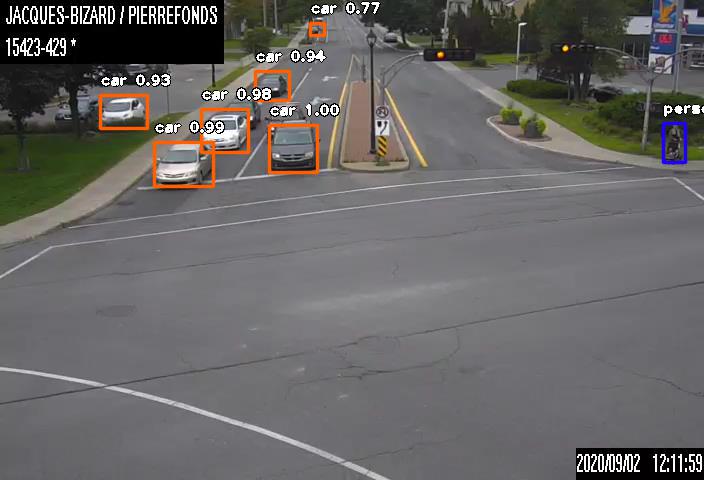 JACQUES-BIZARD / PIERREFONDS
15423-429 *
car 0.77
car 0.94
car 0.93
car 0.98
car 1.00
car 0.99
pers
2020/09/02 12:11:59